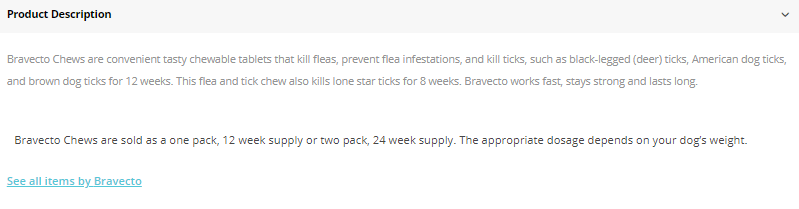 Product Description
Bravecto Chews are convenient tasty chewable tablets that kill fleas, prevent flea infestations, and kill ticks, such as black-legged (deer) ticks, American dog ticks,
and brown dog ticks for 12 weeks. This flea and tick chew also kills lone star ticks for 8 weeks. Bravecto works fast, stays strong and lasts long.
Bravecto Chews are sold as a one pack, 12 week supply or two pack, 24 week supply. The appropriate dosage depends on your dog's weight.
See all items by Bravecto